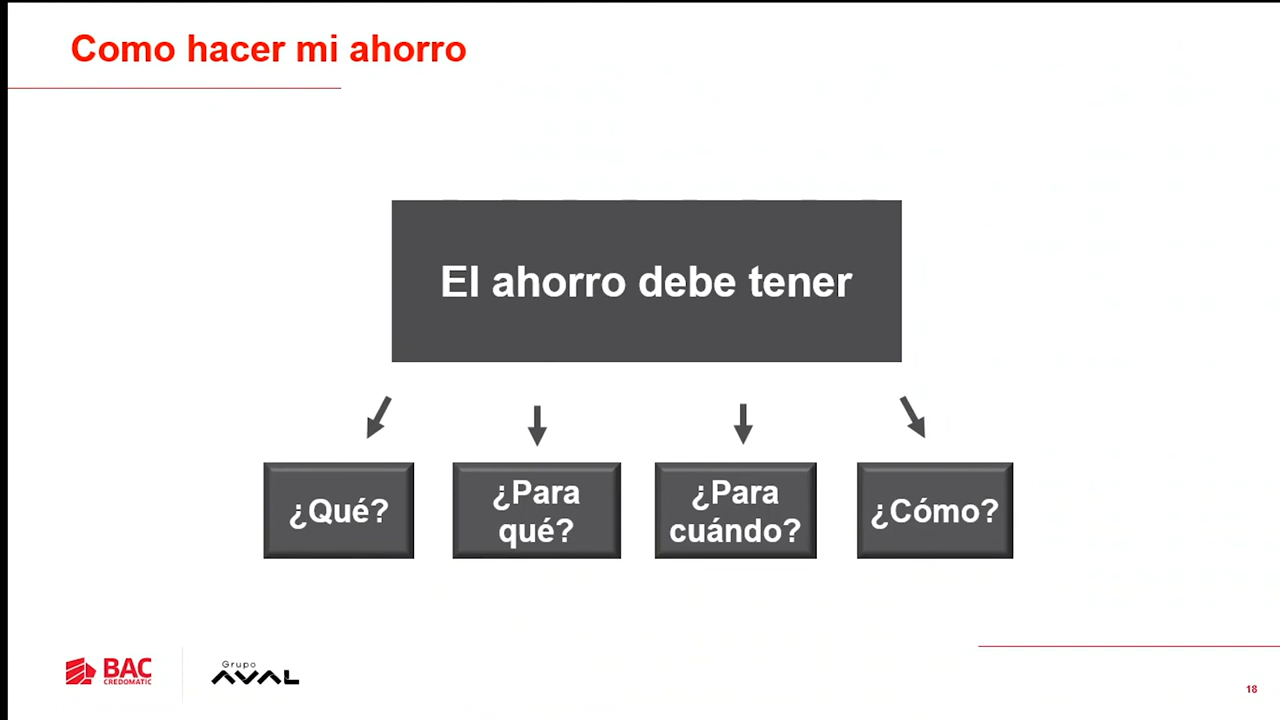 Como hacer mi ahorro
El ahorro debe tener
¿Qué?
¿Para
qué?
¿Para
cuándo?
¿Cómo?
BAC
CREDOMATIC
Grupo
AVAL
18